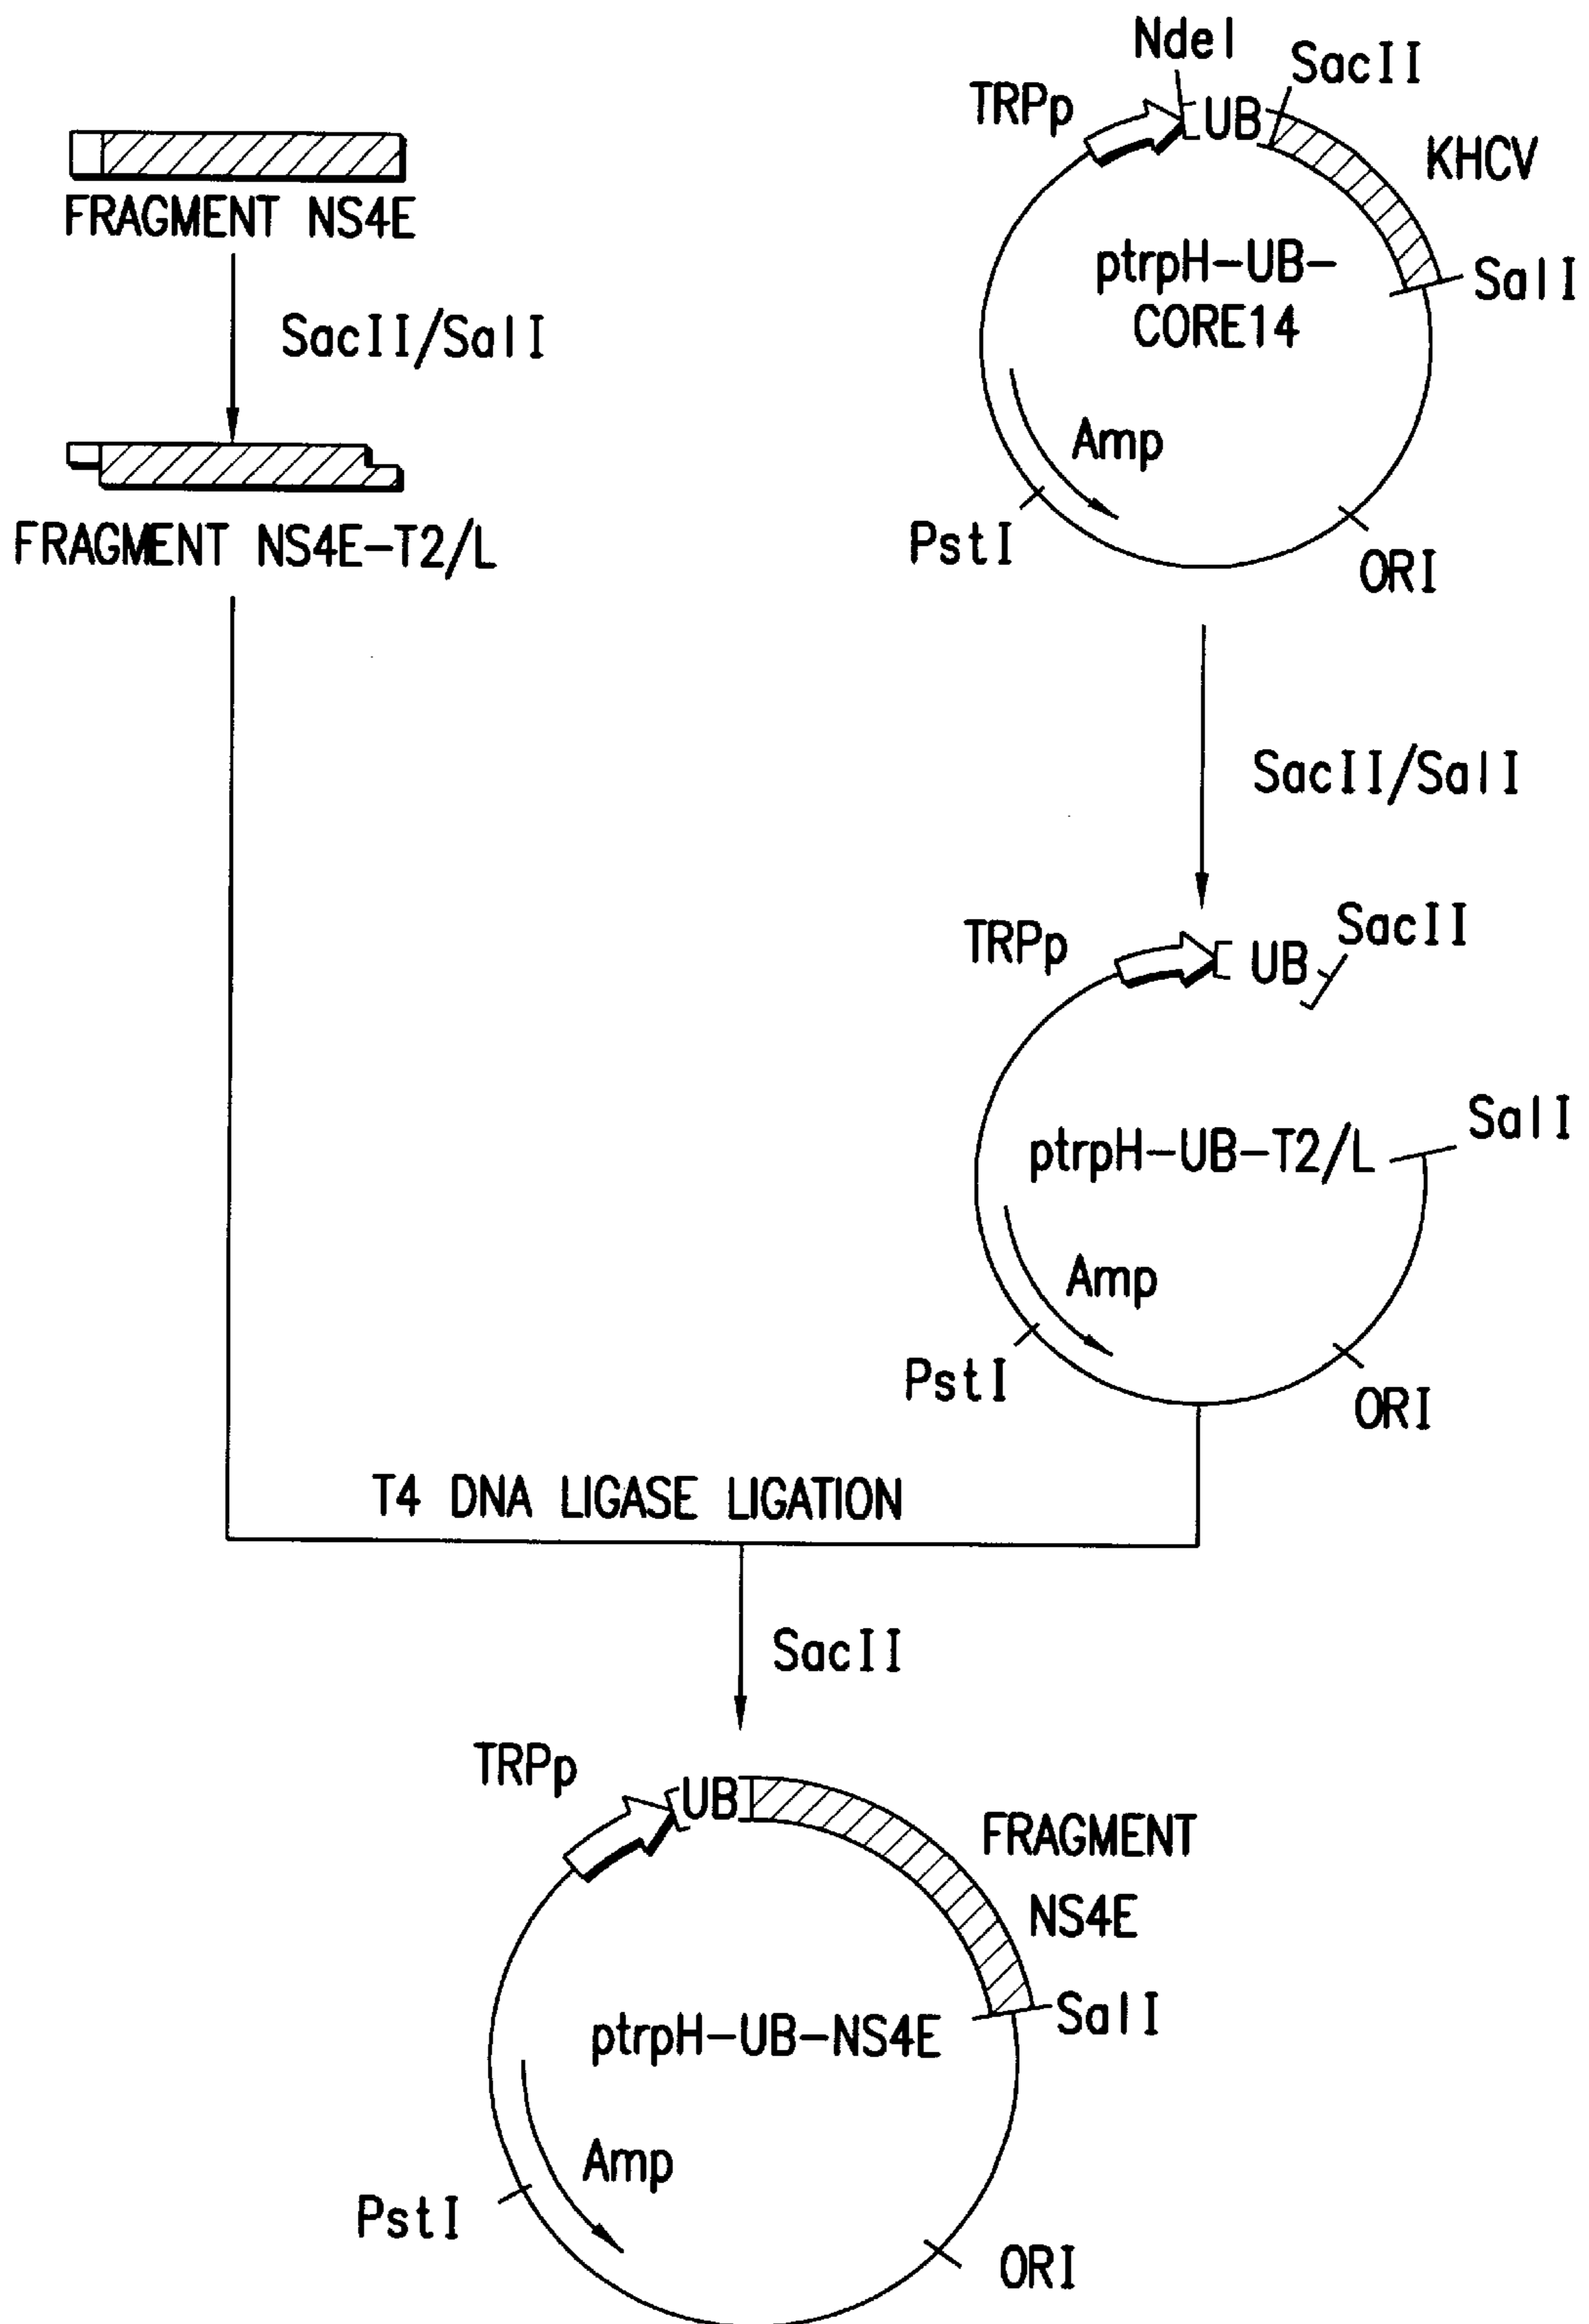 FRAGMENT NS4E
SacII/SalI
FRAGMENT NS4E-T2/L
NdeI
SacII
TRPp
UB
KHCV
ptrpH-UB-
CORE14
SalI
Amp
PstI
ORI
SacII/SalI
TRPp
UB
SacII
SalI
ptrpH-UB-T2/L
Amp
PstI
ORI
T4 DNA LIGASE LIGATION
SacII
TRPp
UB
FRAGMENT
NS4E
SalI
ptrpH-UB-NS4E
Amp
PstI
ORI